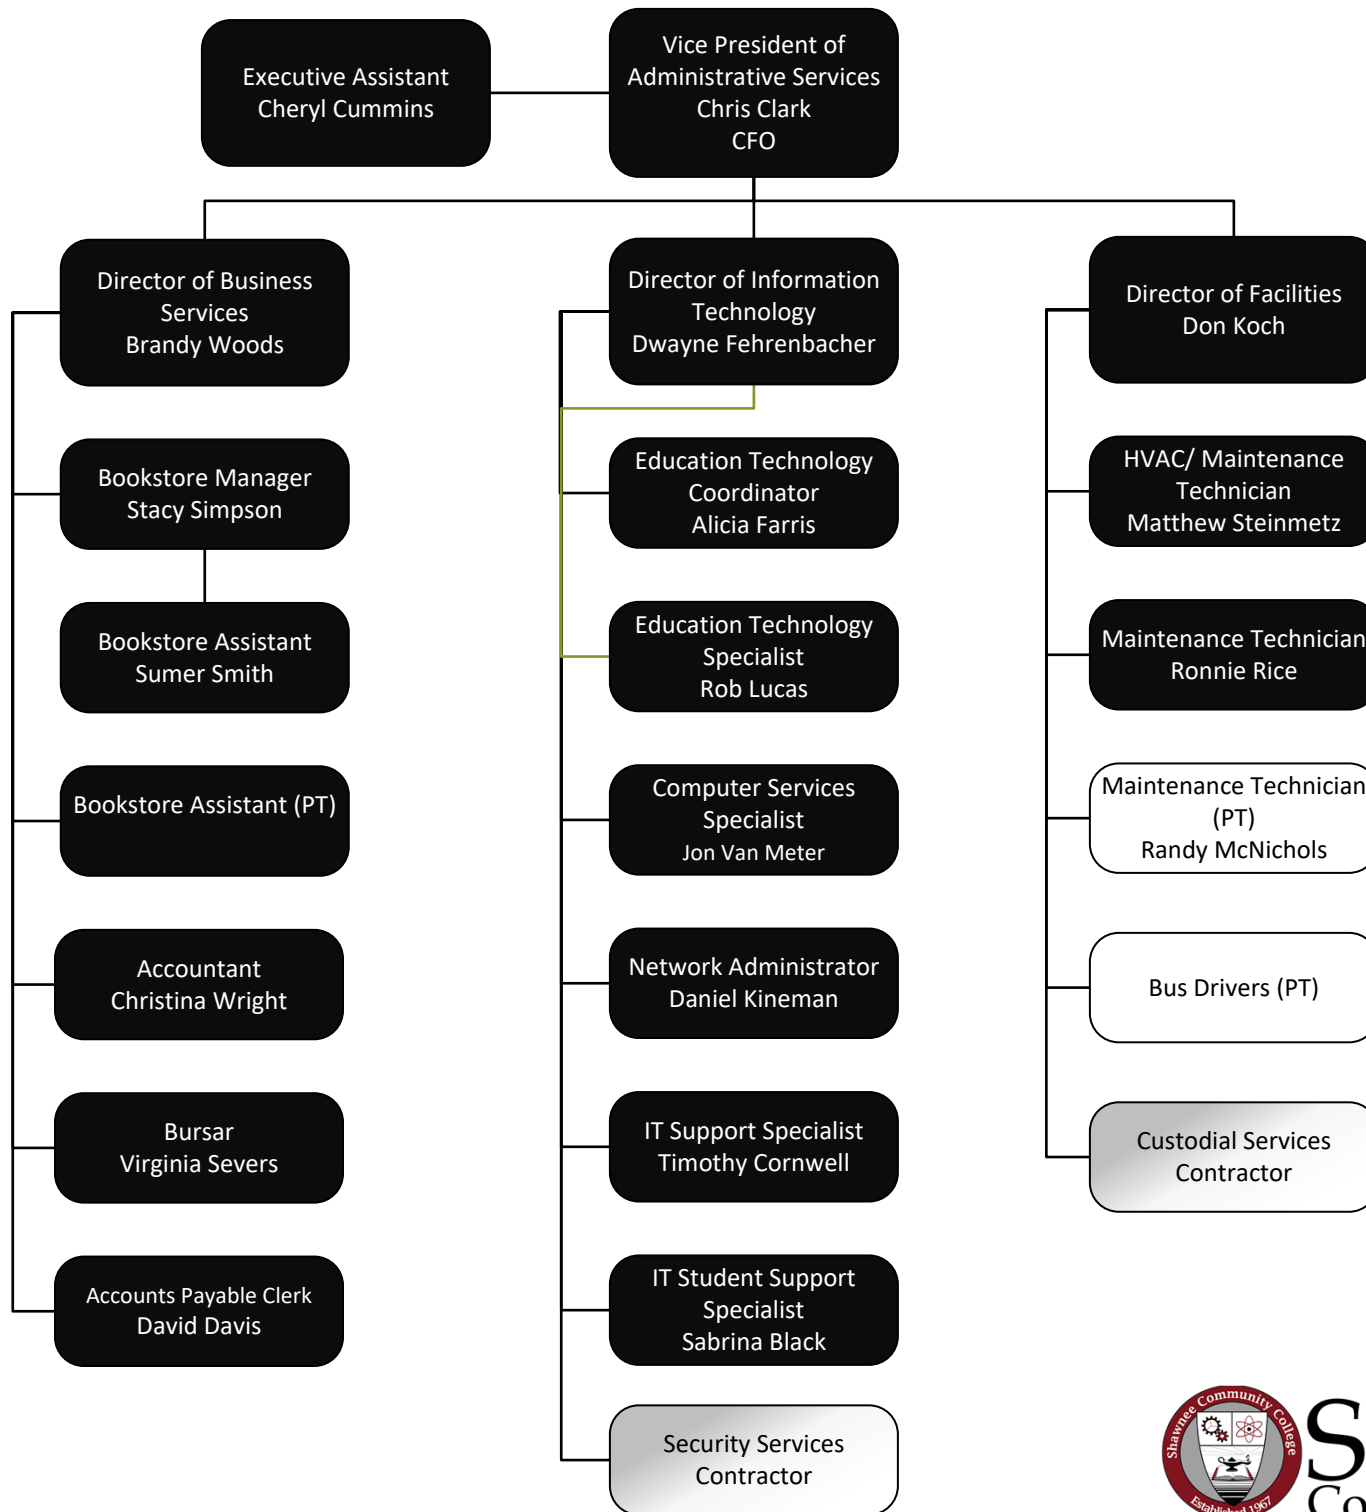 Executive Assistant
Cheryl Cummins
Vice President of
Administrative Services
Chris Clark
CFO
Director of Business
Services
Brandy Woods
Bookstore Manager
Stacy Simpson
Bookstore Assistant
Sumer Smith
Bookstore Assistant (PT)
Accountant
Christina Wright
Bursar
Virginia Severs
Accounts Payable Clerk
David Davis
Director of Information
Technology
Dwayne Fehrenbacher
Education Technology
Coordinator
Alicia Farris
Education Technology
Specialist
Rob Lucas
Computer Services
Specialist
Jon Van Meter
Network Administrator
Daniel Kineman
IT Support Specialist
Timothy Cornwell
IT Student Support
Specialist
Sabrina Black
Security Services
Contractor
Director of Facilities
Don Koch
HVAC/ Maintenance
Technician
Matthew Steinmetz
Maintenance Technician
Ronnie Rice
Maintenance Technician
(PT)
Randy McNichols
Bus Drivers (PT)
Custodial Services
Contractor
Shawnee Community College
Established 1967
S
Co